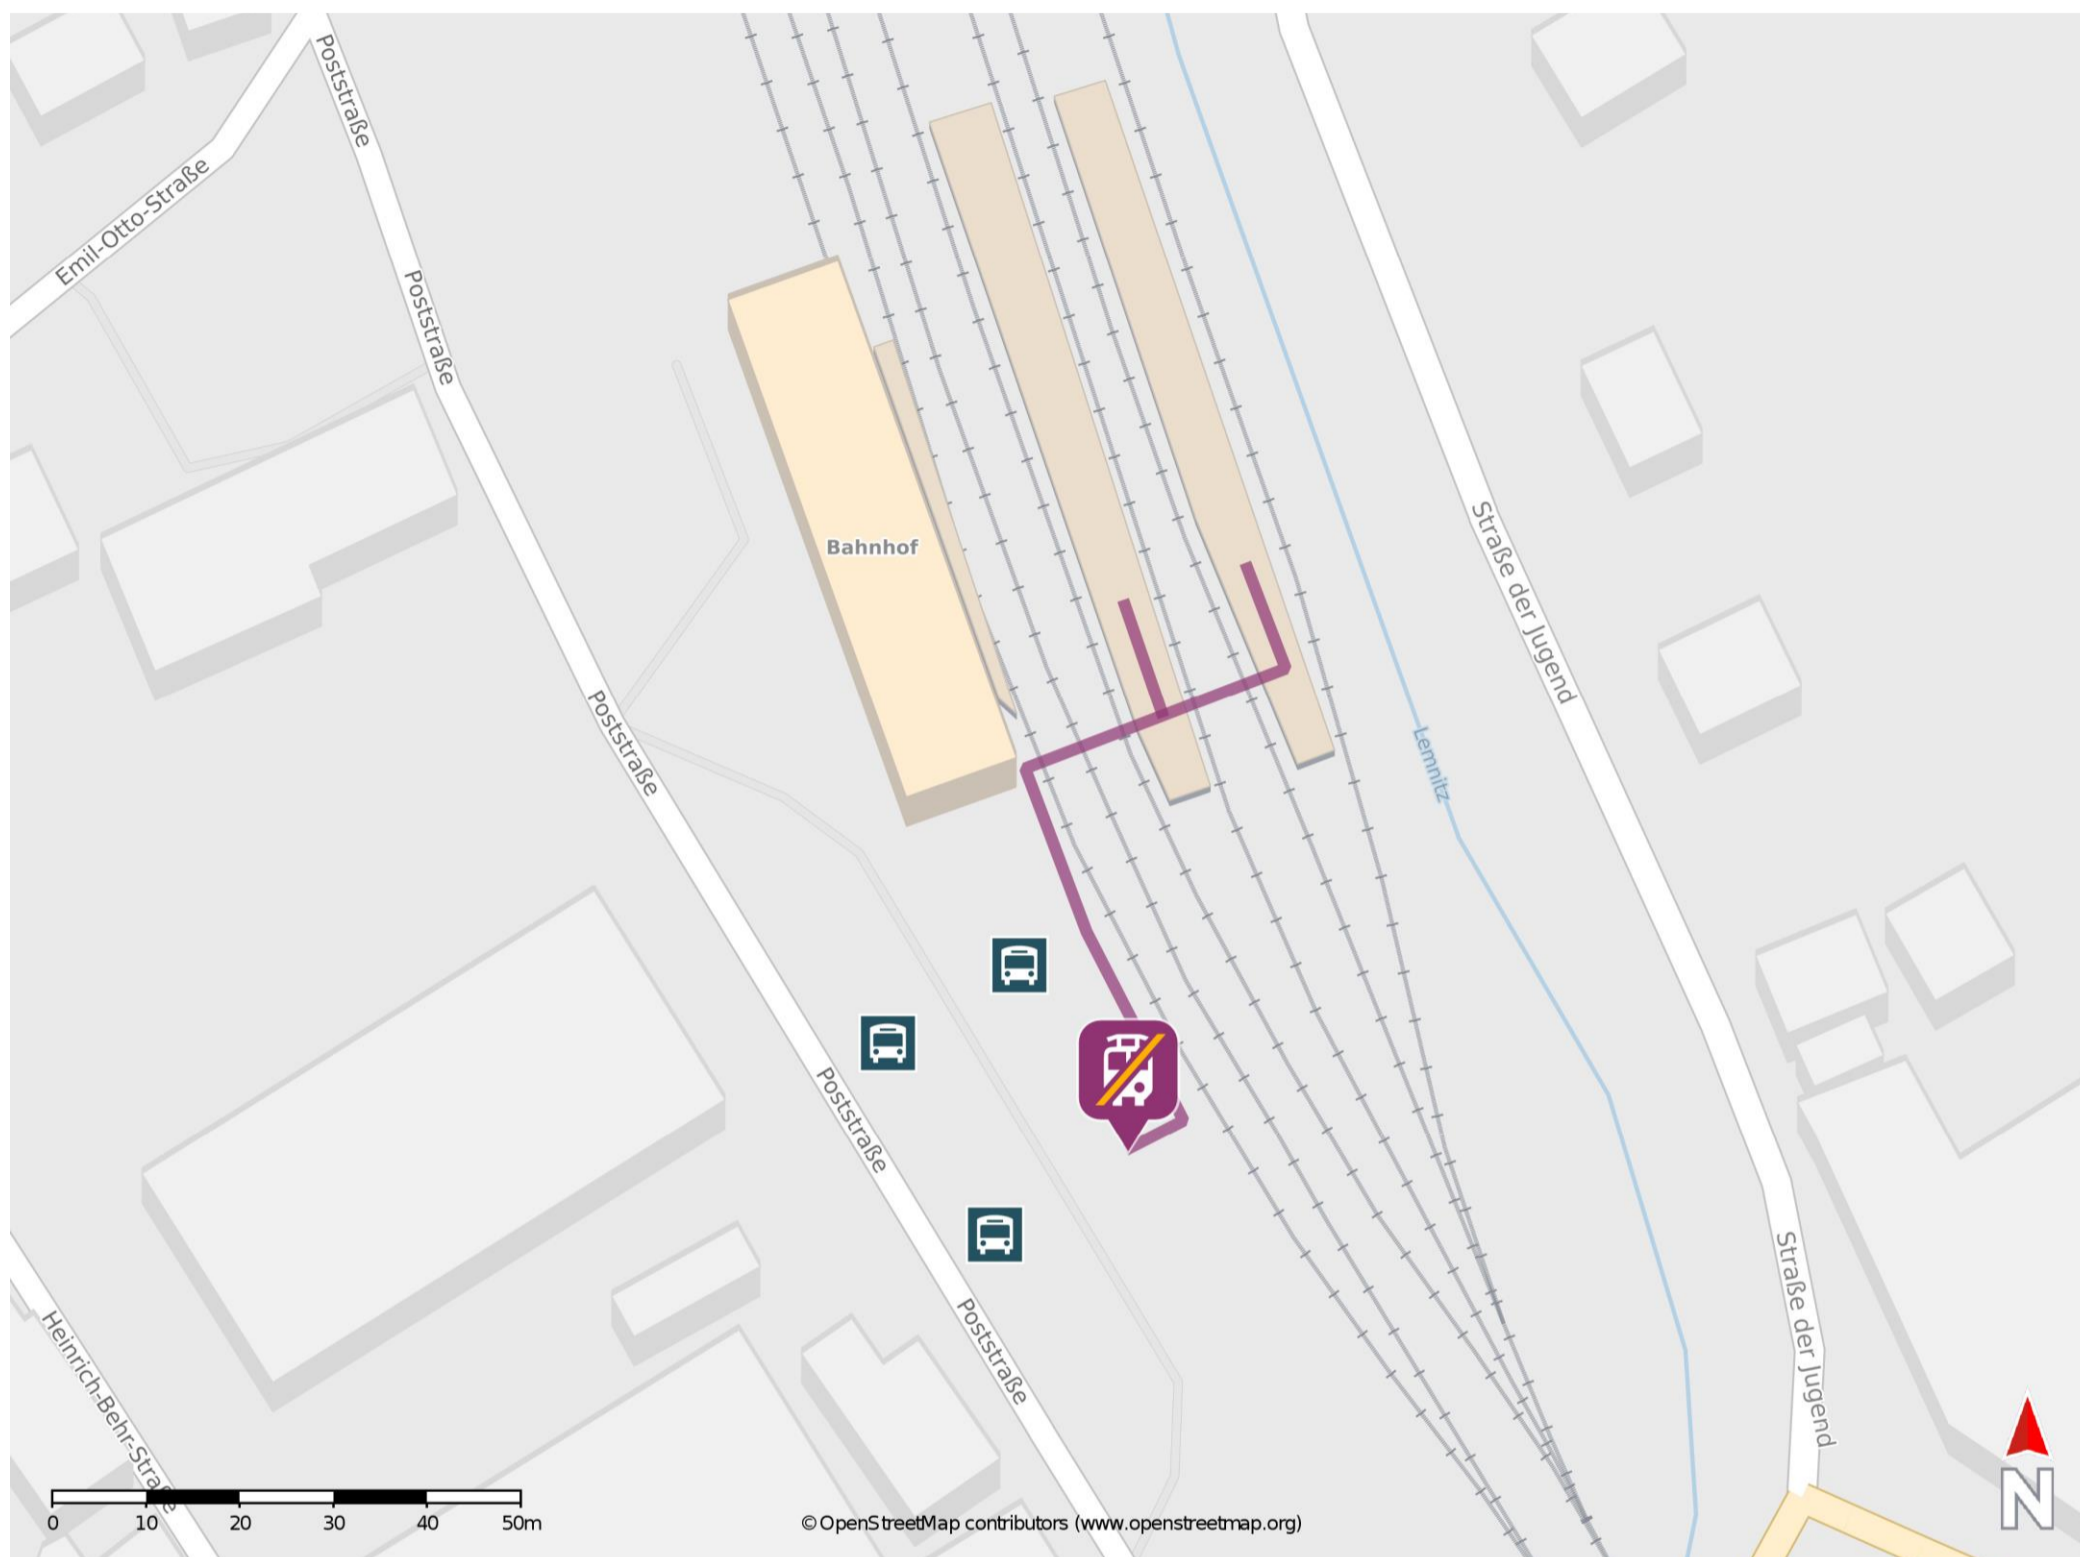 Poststraße
Emil-Otto-Straße
Poststraße
Bahnhof
Straße der Jugend
Poststraße
Lemnitz
Poststraße
Straße der Jugend
Poststraße
Heinrich-Behr-Straße
0 10 20 30 40 50m
© OpenStreetMap contributors (www.openstreetmap.org)
N